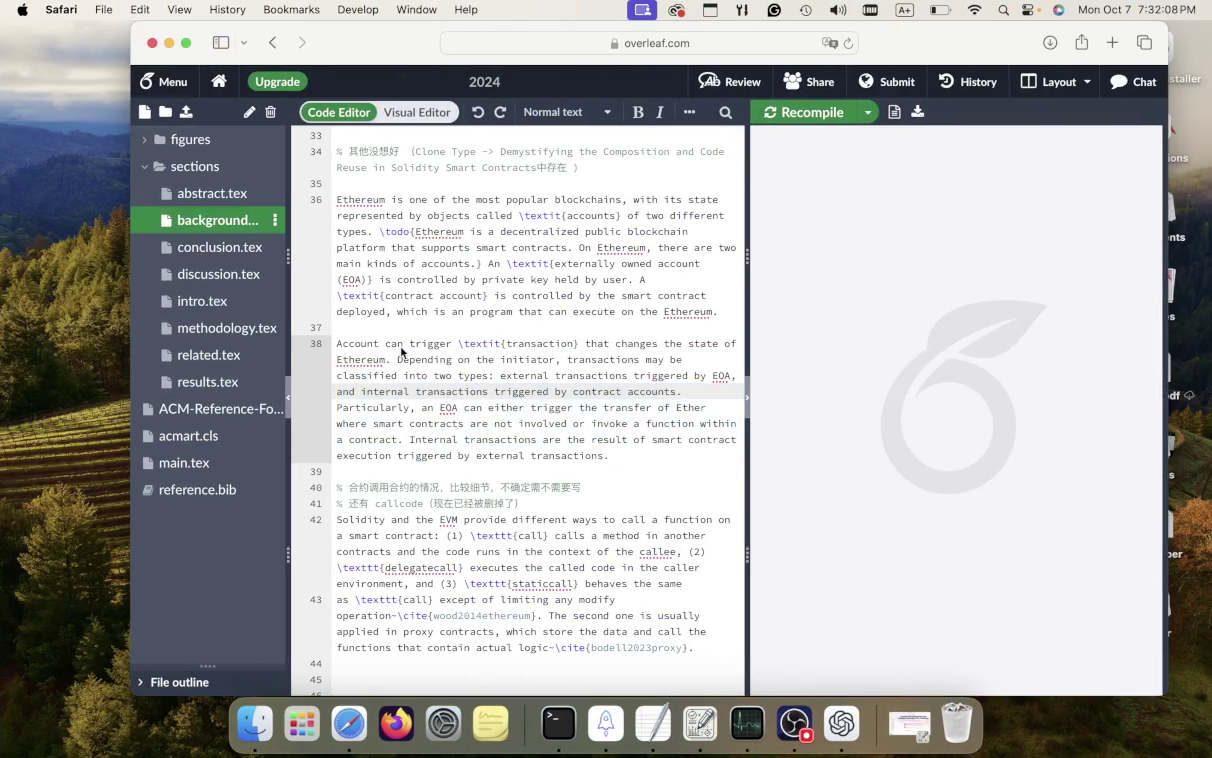 Safari File Edit View History Bookmarks Window Help
Mon Oct 7 7:32:08 PM
overleaf.com
Menu
Upgrade
2024
Review
Share
Submit
History
Layout
Chat
Code Editor
Visual Editor
Normal text
B
I
Recompile
figures
sections
abstract.tex
background...
conclusion.tex
discussion.tex
intro.tex
methodology.tex
related.tex
results.tex
ACM-Reference-Fo...
acmart.cls
main.tex
reference.bib
File outline
33
34 % 其他没想好 （Clone Type -> Demystifying the Composition and Code
Reuse in Solidity Smart Contracts中存在 ）
35
36 Ethereum is one of the most popular blockchains, with its state
represented by objects called \textit{accounts} of two different
types. \todo{Ethereum is a decentralized public blockchain
platform that supports smart contracts. On Ethereum, there are two
main kinds of accounts.} An \textit{externally owned account
(EOA)} is controlled by private key held by user. A
\textit{contract account} is controlled by the smart contract
deployed, which is an program that can execute on the Ethereum.
37
38 Account can trigger \textit{transaction} that changes the state of
Ethereum. Depending on the initiator, transactions may be
classified into two types: external transactions triggered by EOA,
and internal transactions triggered by contract accounts.
Particularly, an EOA can either trigger the transfer of Ether
where smart contracts are not involved or invoke a function within
a contract. Internal transactions are the result of smart contract
execution triggered by external transactions.
39
40 % 合约调用合约的情况，比较细节，不确定需不需要写
41 % 还有 callcode（现在已经被删掉了）
42 Solidity and the EVM provide different ways to call a function on
a smart contract: (1) \texttt{call} calls a method in another
contracts and the code runs in the context of the callee, (2)
\texttt{delegatecall} executes the called code in the caller
environment, and (3) \texttt{staticcall} behaves the same
43 as \texttt{call} except of limiting any modify
operation~\cite{wood2014ethereum}. The second one is usually
applied in proxy contracts, which store the data and call the
functions that contain actual logic~\cite{bodell2023proxy}.
44
45